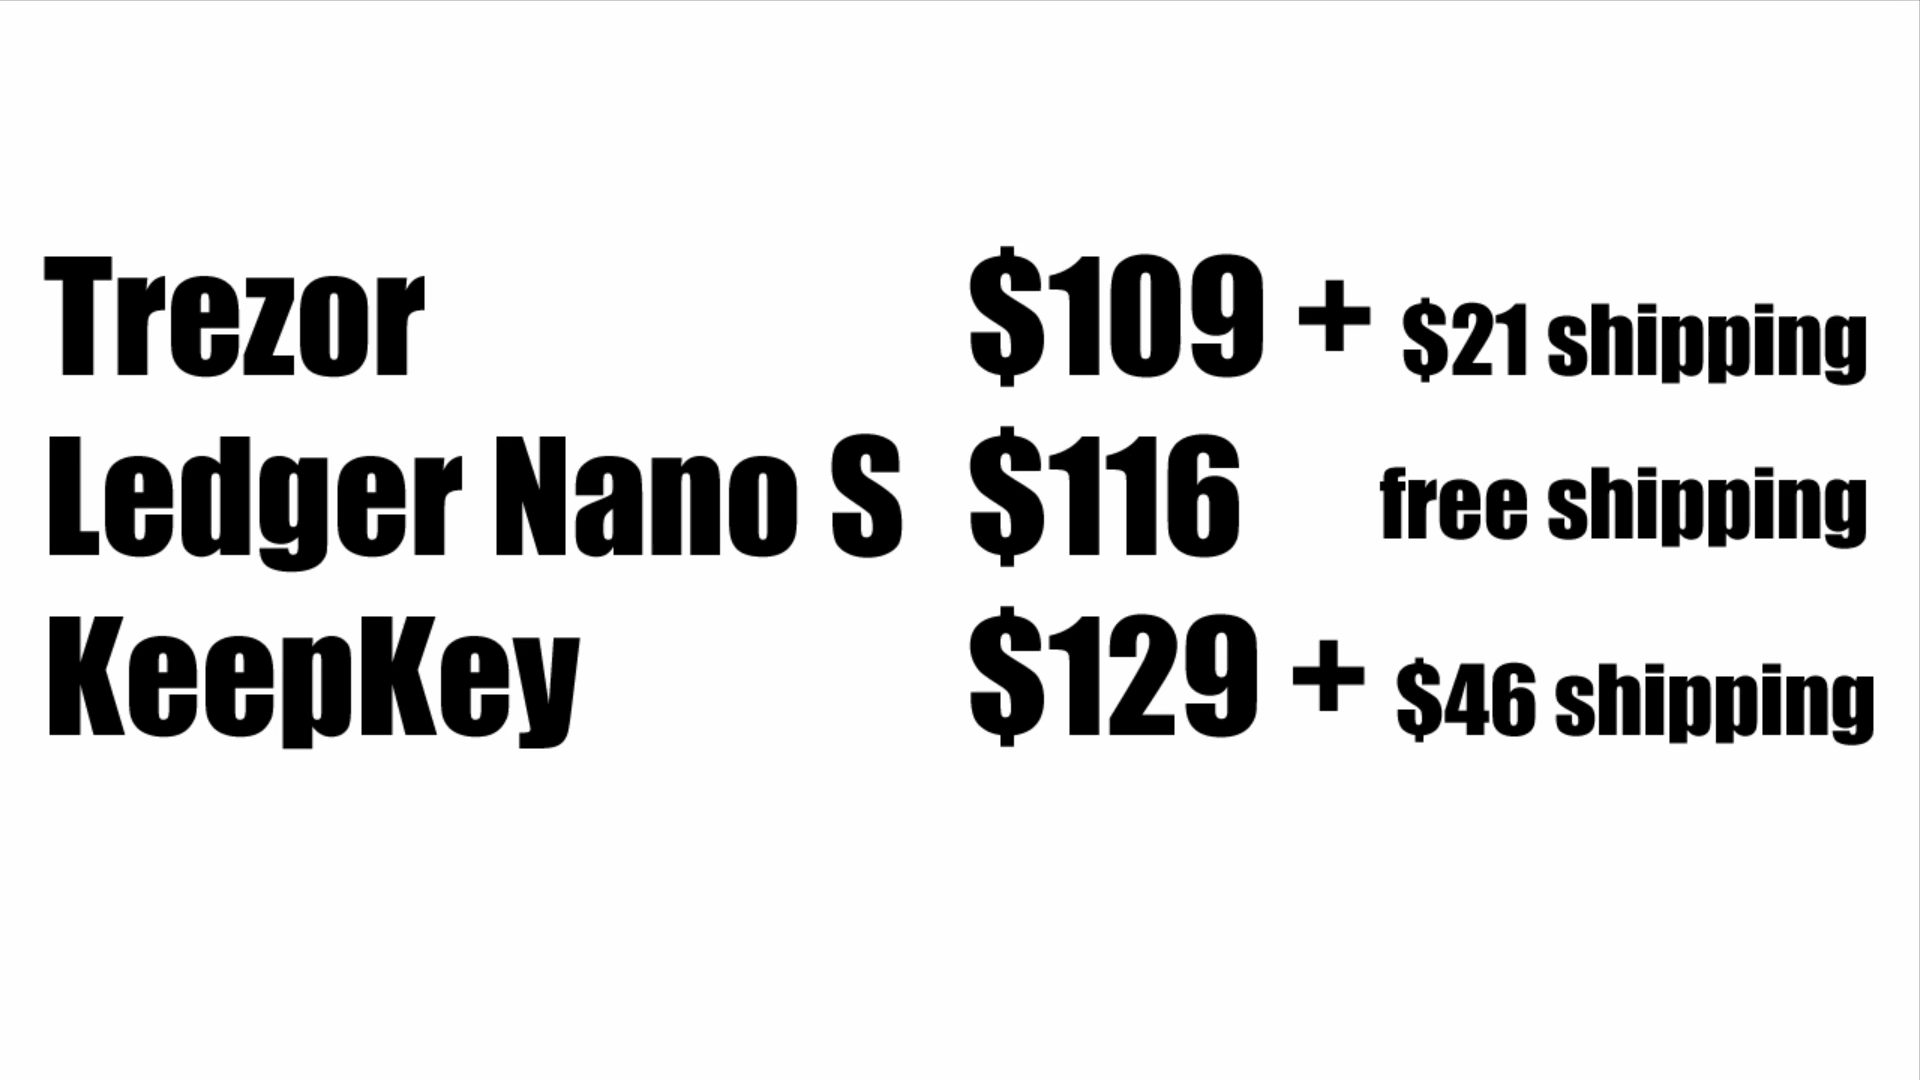 Trezor $109 + $21 shipping
Ledger Nano S $116 free shipping
KeepKey $129 + $46 shipping